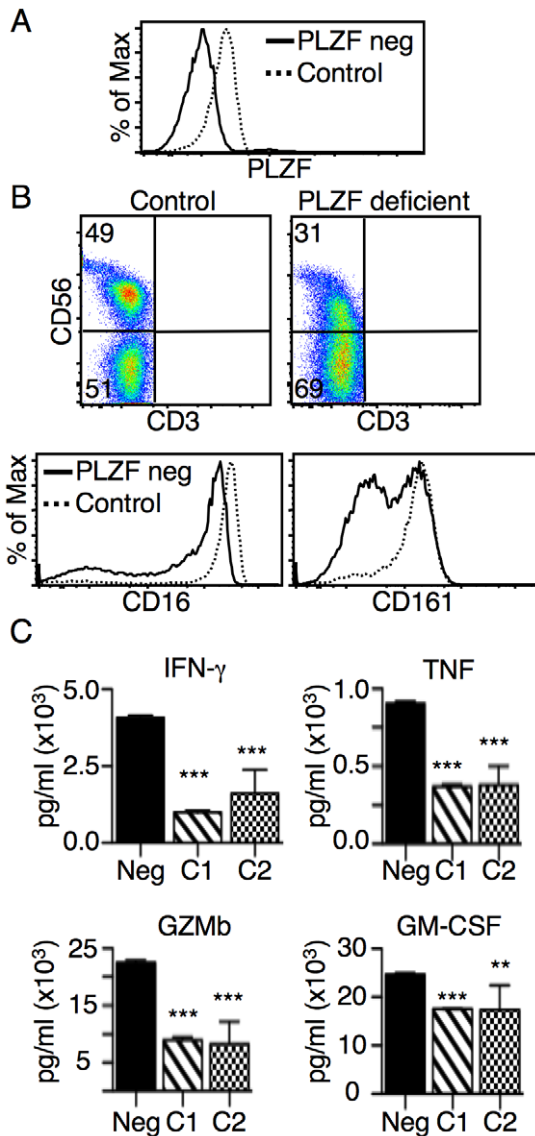 A
PLZF neg
Control
% of Max
PLZF
B
Control
PLZF deficient
49
31
CD56
51
69
CD3
CD3
PLZF neg
Control
% of Max
CD16
CD161
C
IFN-γ
TNF
pg/ml (x10³)
5.0
2.5
0.0
***
***
Neg
C1
C2
pg/ml (x10³)
1.0
0.5
0.0
***
***
Neg
C1
C2
GZMb
GM-CSF
pg/ml (x10³)
25
15
5
***
***
Neg
C1
C2
pg/ml (x10³)
30
20
10
0
***
**
Neg
C1
C2